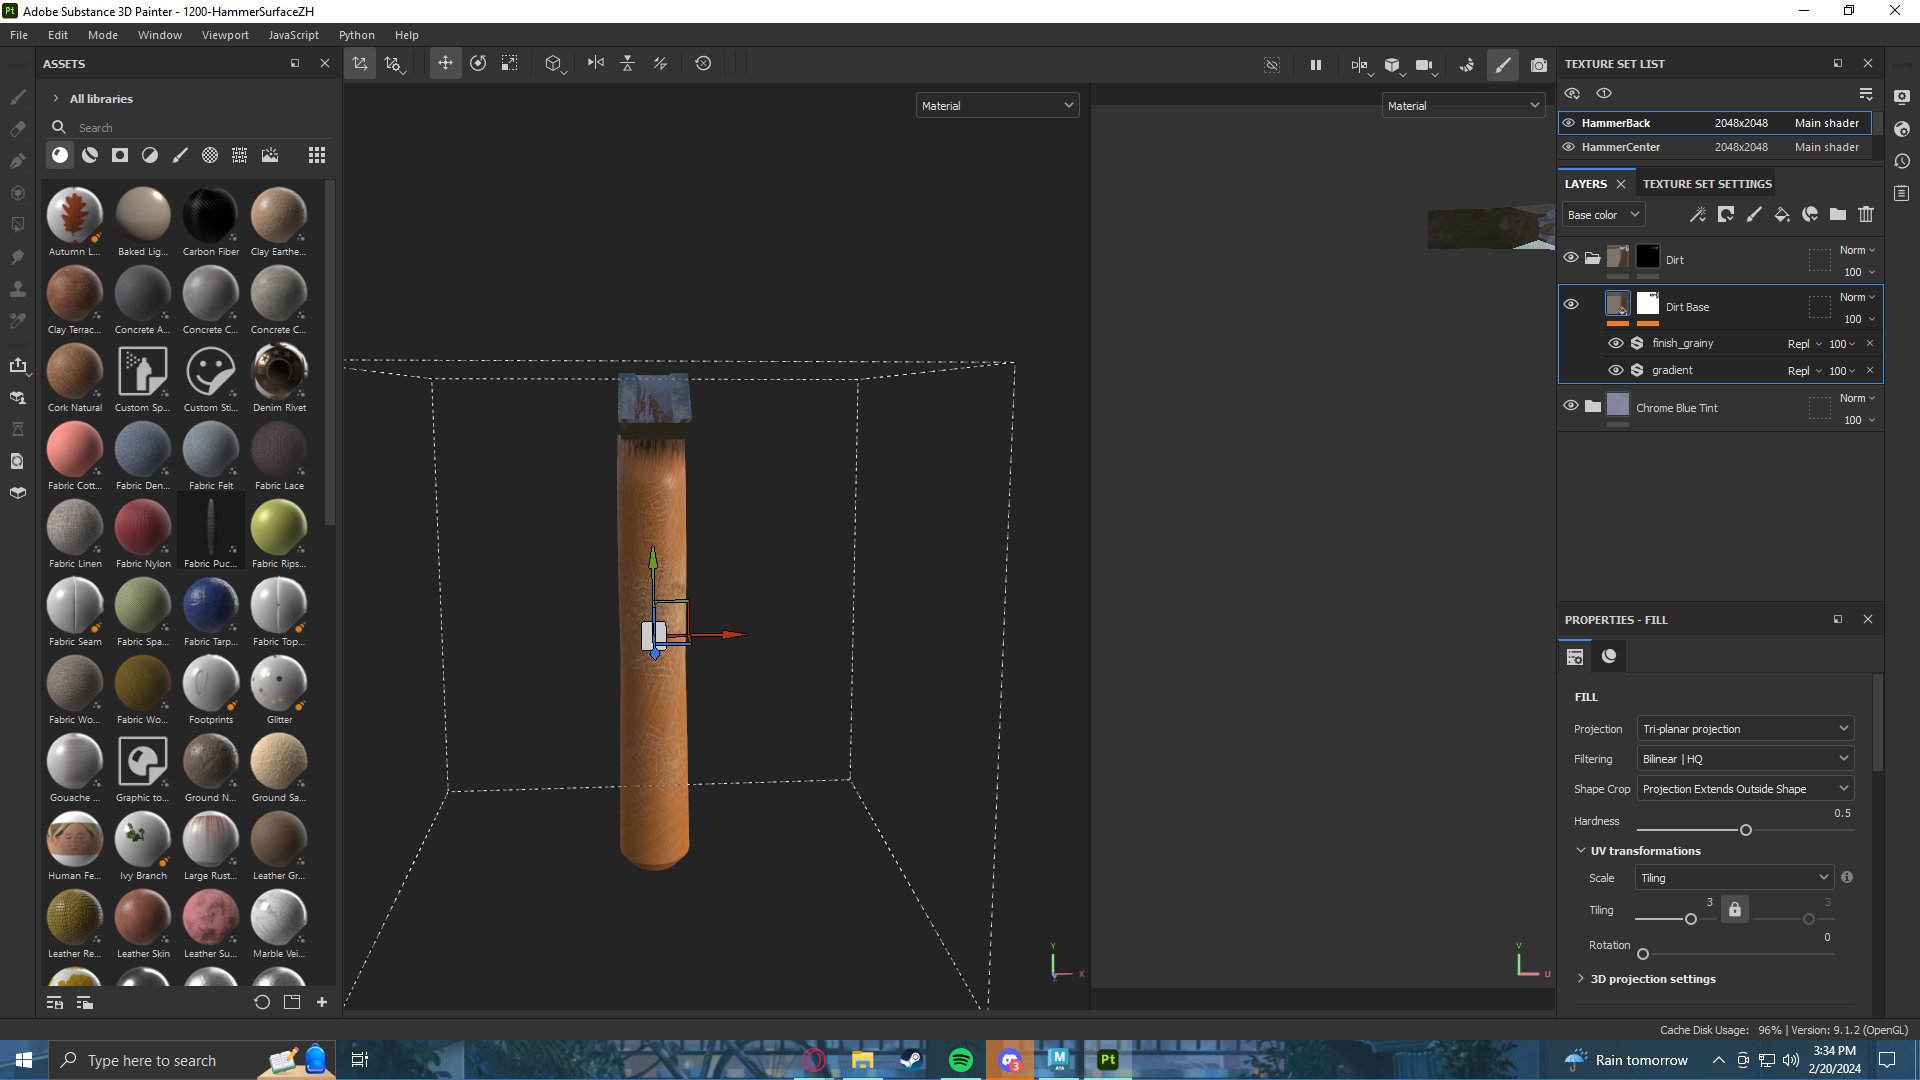 Pt Adobe Substance 3D Painter - 1200-HammerSurfaceZH
File Edit Mode Window Viewport JavaScript Python Help
ASSETS
All libraries
Search
Autumn L... Baked Lig... Carbon Fiber Clay Earthe...
Clay Terrac... Concrete A... Concrete C... Concrete C...
Cork Natural Custom Sp... Custom Sti... Denim Rivet
Fabric Cott... Fabric Den... Fabric Felt Fabric Lace
Fabric Linen Fabric Nylon Fabric Puc... Fabric Rips...
Fabric Seam Fabric Spa... Fabric Tarp... Fabric Top...
Fabric Wo... Fabric Wo... Footprints Glitter
Gouache ... Graphic to... Ground N... Ground Sa...
Human Fe... Ivy Branch Large Rust... Leather Gr...
Leather Re... Leather Skin Leather Su... Marble Vei...
Material
Y
X
Material
V
U
TEXTURE SET LIST
HammerBack 2048x2048 Main shader
HammerCenter 2048x2048 Main shader
LAYERS TEXTURE SET SETTINGS
Base color
Dirt Norm 100
Dirt Base Norm 100
finish_grainy Repl 100
gradient Repl 100
Chrome Blue Tint Norm 100
PROPERTIES - FILL
FILL
Projection Tri-planar projection
Filtering Bilinear | HQ
Shape Crop Projection Extends Outside Shape
Hardness 0.5
UV transformations
Scale Tiling
Tiling 3 3
Rotation 0
3D projection settings
Cache Disk Usage: 96% | Version: 9.1.2 (OpenGL)
Type here to search
3
M
Pt
Rain tomorrow
3:34 PM
2/20/2024